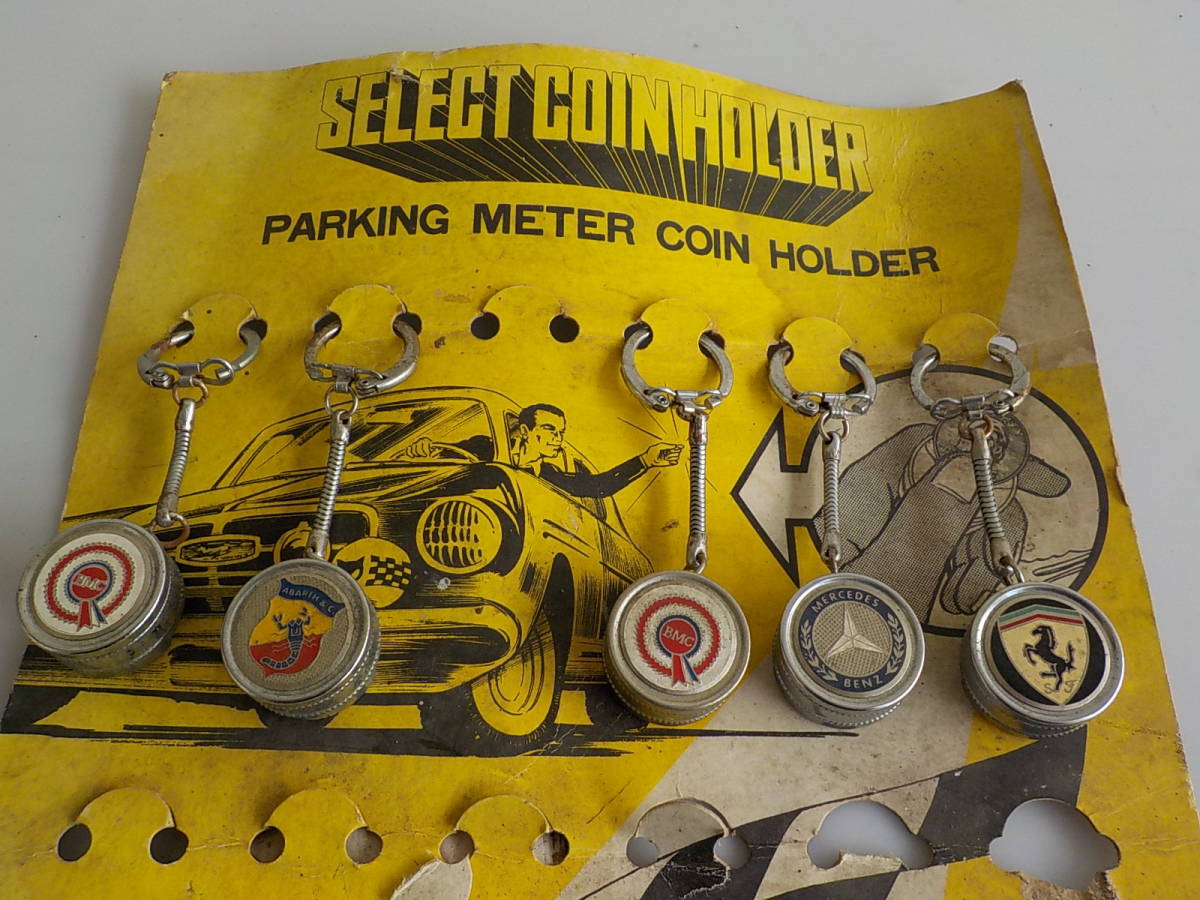 SELECT COIN HOLDER
PARKING METER COIN HOLDER
BMC
ABARTH & C.
BMC
MERCEDES
BENZ
S F